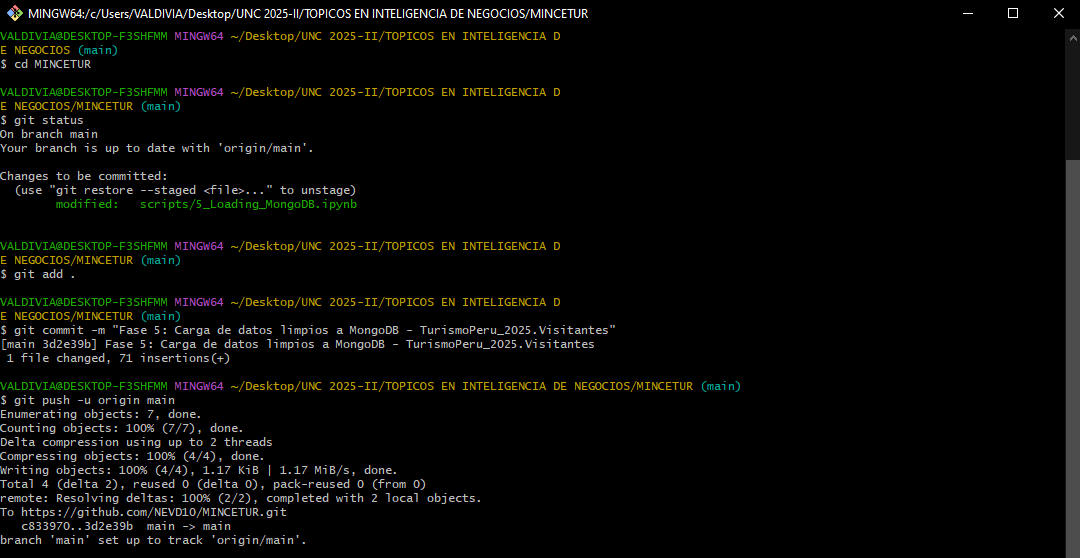 MINGW64:/c/Users/VALDIVIA/Desktop/UNC 2025-II/TOPICOS EN INTELIGENCIA DE NEGOCIOS/MINCETUR
VALDIVIA@DESKTOP-F3SHFMM MINGW64 ~/Desktop/UNC 2025-II/TOPICOS EN INTELIGENCIA D
E NEGOCIOS (main)
$ cd MINCETUR
VALDIVIA@DESKTOP-F3SHFMM MINGW64 ~/Desktop/UNC 2025-II/TOPICOS EN INTELIGENCIA D
E NEGOCIOS/MINCETUR (main)
$ git status
On branch main
Your branch is up to date with 'origin/main'.
Changes to be committed:
  (use "git restore --staged <file>..." to unstage)
        modified:   scripts/5_Loading_MongoDB.ipynb
VALDIVIA@DESKTOP-F3SHFMM MINGW64 ~/Desktop/UNC 2025-II/TOPICOS EN INTELIGENCIA D
E NEGOCIOS/MINCETUR (main)
$ git add .
VALDIVIA@DESKTOP-F3SHFMM MINGW64 ~/Desktop/UNC 2025-II/TOPICOS EN INTELIGENCIA D
E NEGOCIOS/MINCETUR (main)
$ git commit -m "Fase 5: Carga de datos limpios a MongoDB - TurismoPeru_2025.Visitantes"
[main 3d2e39b] Fase 5: Carga de datos limpios a MongoDB - TurismoPeru_2025.Visitantes
 1 file changed, 71 insertions(+)
VALDIVIA@DESKTOP-F3SHFMM MINGW64 ~/Desktop/UNC 2025-II/TOPICOS EN INTELIGENCIA DE NEGOCIOS/MINCETUR (main)
$ git push -u origin main
Enumerating objects: 7, done.
Counting objects: 100% (7/7), done.
Delta compression using up to 2 threads
Compressing objects: 100% (4/4), done.
Writing objects: 100% (4/4), 1.17 KiB | 1.17 MiB/s, done.
Total 4 (delta 2), reused 0 (delta 0), pack-reused 0 (from 0)
remote: Resolving deltas: 100% (2/2), completed with 2 local objects.
To https://github.com/NEVD10/MINCETUR.git
   c833970..3d2e39b  main -> main
branch 'main' set up to track 'origin/main'.